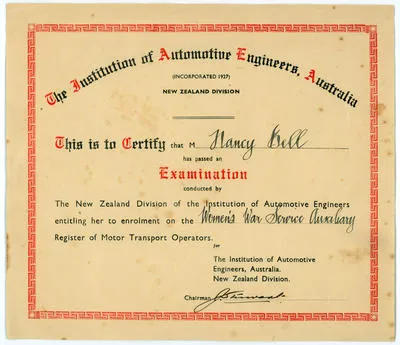 The Institution of Automotive Engineers, Australia
(INCORPORATED 1927)
NEW ZEALAND DIVISION
This is to Certify that M Nancy Bell
has passed an
Examination
conducted by
The New Zealand Division of the Institution of Automotive Engineers
entitling her to enrolment on the Women's War Service Auxiliary
Register of Motor Transport Operators.
for
The Institution of Automotive
Engineers, Australia.
New Zealand Division.
Chairman